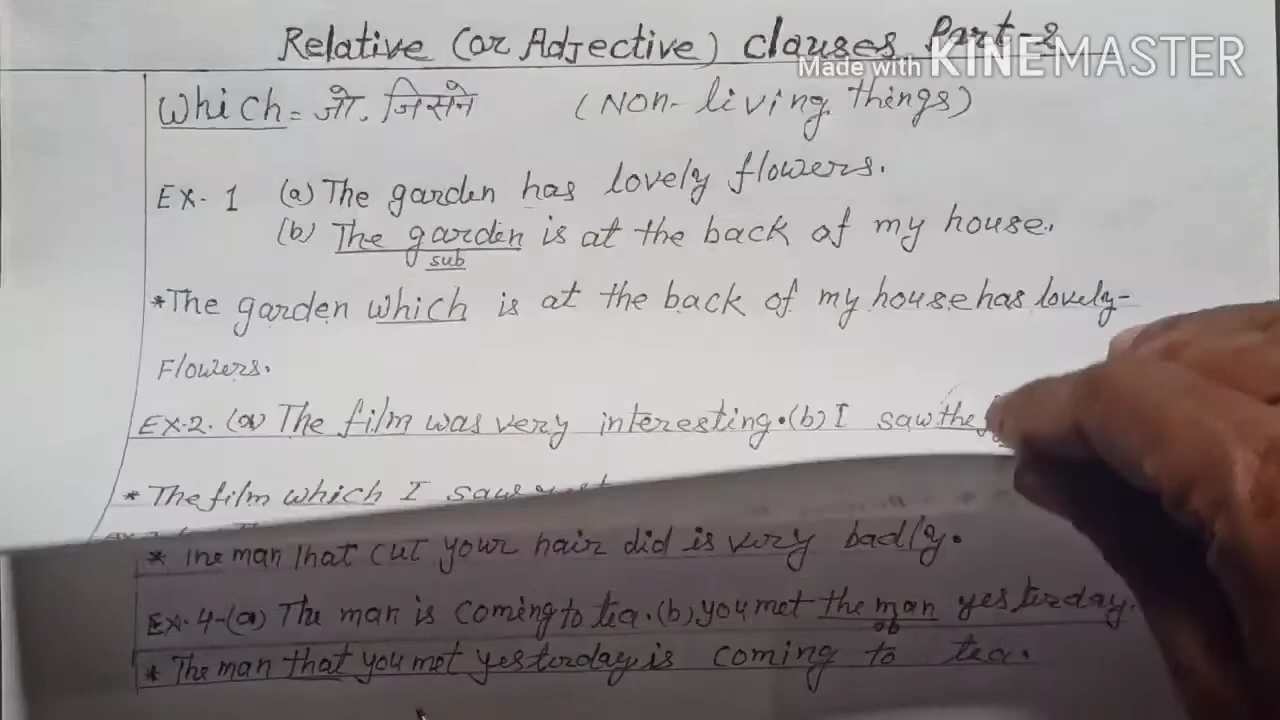 Relative (or Adjective) clauses Part-2
Made with KINEMASTER
Which = जो. जिसने (NON-living things)
Ex. 1 (a) The garden has lovely flowers.
(b) The garden is at the back of my house.
sub
*The garden which is at the back of my house has lovely-
Flowers.
Ex.2. (a) The film was very interesting. (b) I saw the
* The film which I saw
* The man that cut your hair did is very badly.
Ex. 4-(a) The man is coming to tea. (b) you met the man yesterday.
ob
* The man that you met yesterday is coming to tea.